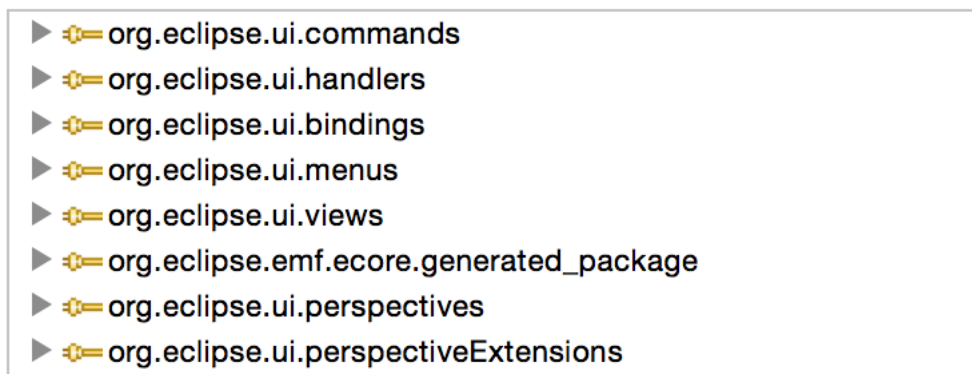 org.eclipse.ui.commands
org.eclipse.ui.handlers
org.eclipse.ui.bindings
org.eclipse.ui.menus
org.eclipse.ui.views
org.eclipse.emf.ecore.generated_package
org.eclipse.ui.perspectives
org.eclipse.ui.perspectiveExtensions